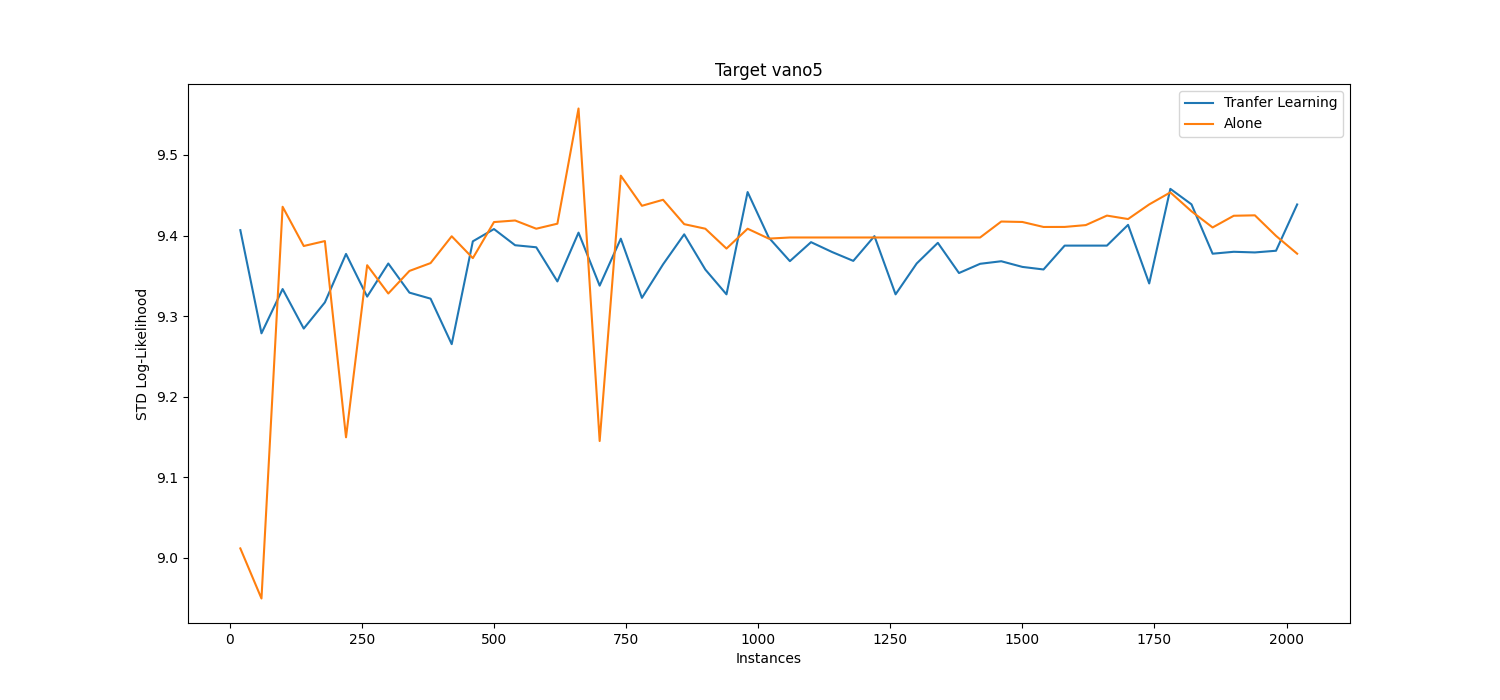 Target vano5
Tranfer Learning
Alone
STD Log-Likelihood
9.5
9.4
9.3
9.2
9.1
9.0
0 250 500 750 1000 1250 1500 1750 2000
Instances